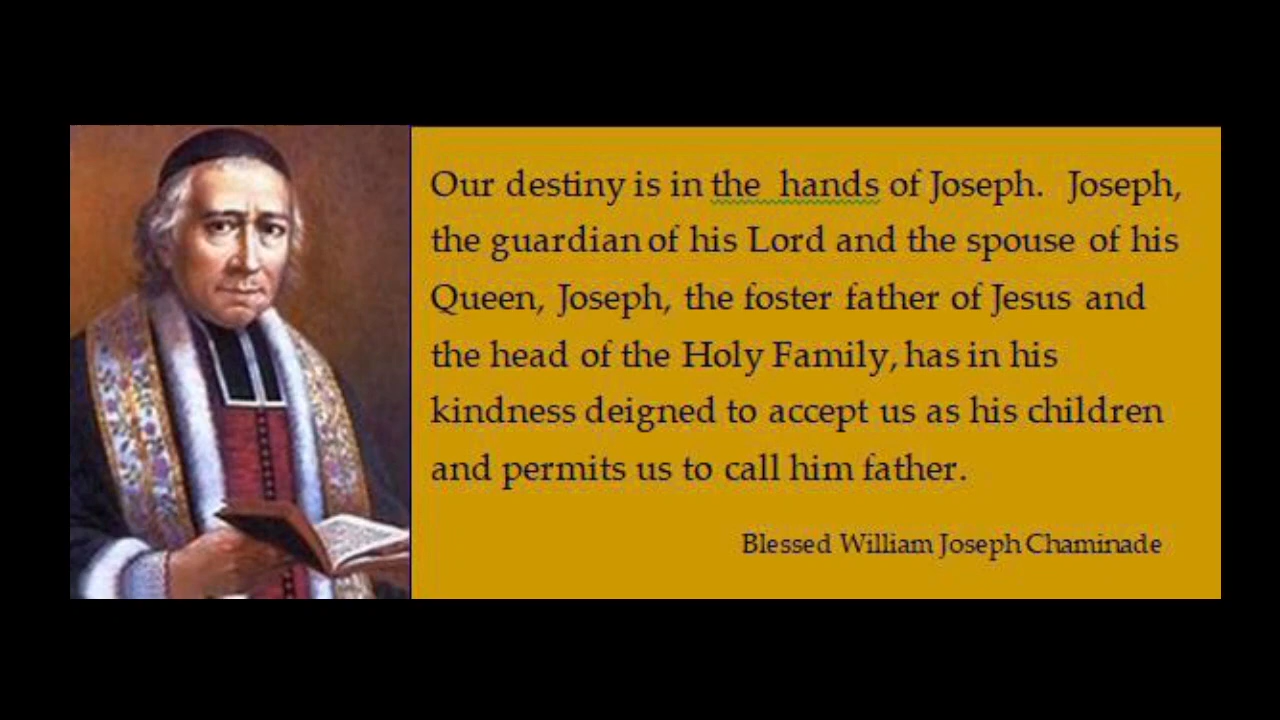 Our destiny is in the hands of Joseph. Joseph,
the guardian of his Lord and the spouse of his
Queen, Joseph, the foster father of Jesus and
the head of the Holy Family, has in his
kindness deigned to accept us as his children
and permits us to call him father.
Blessed William Joseph Chaminade